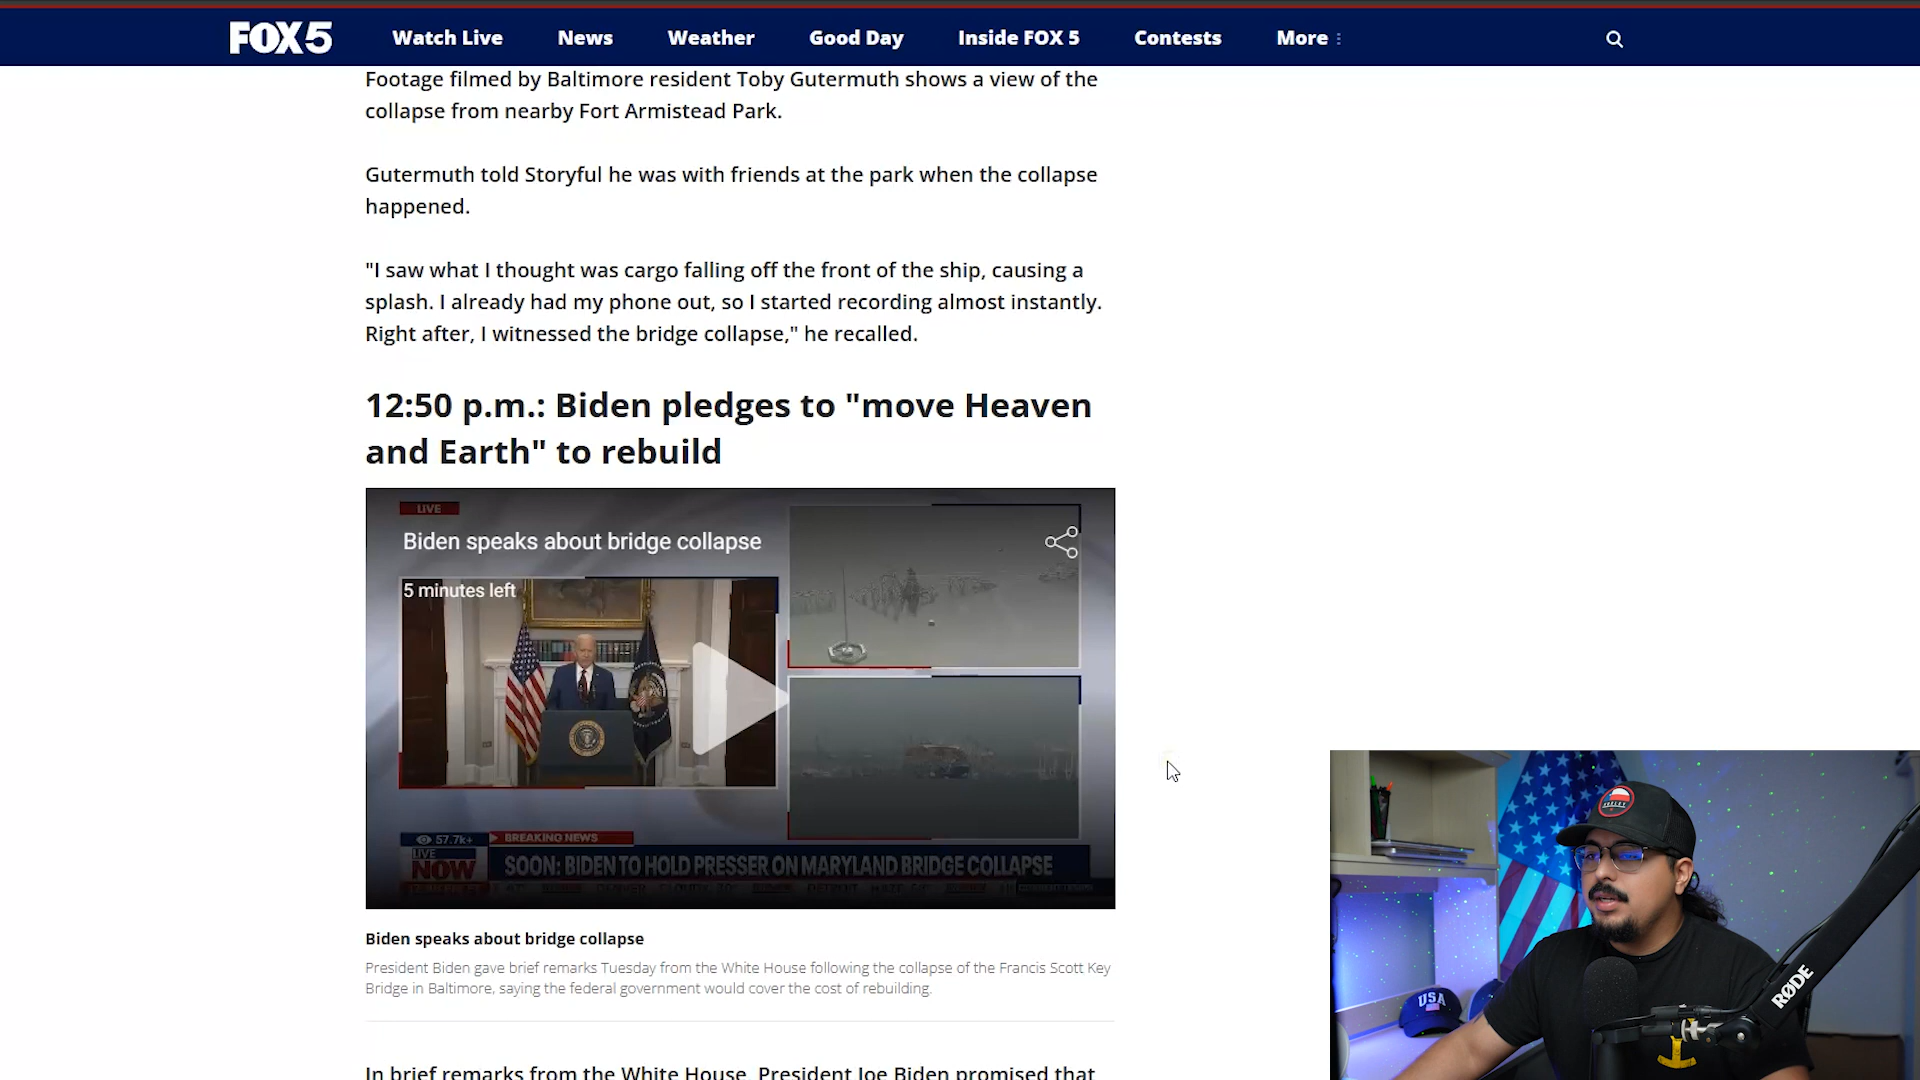 FOX 5
Watch Live
News
Weather
Good Day
Inside FOX 5
Contests
More
Footage filmed by Baltimore resident Toby Gutermuth shows a view of the
collapse from nearby Fort Armistead Park.
Gutermuth told Storyful he was with friends at the park when the collapse
happened.
"I saw what I thought was cargo falling off the front of the ship, causing a
splash. I already had my phone out, so I started recording almost instantly.
Right after, I witnessed the bridge collapse," he recalled.
12:50 p.m.: Biden pledges to "move Heaven
and Earth" to rebuild
LIVE
Biden speaks about bridge collapse
5 minutes left
57.7k+
BREAKING NEWS
LIVE
NOW
SOON: BIDEN TO HOLD PRESSER ON MARYLAND BRIDGE COLLAPSE
Biden speaks about bridge collapse
President Biden gave brief remarks Tuesday from the White House following the collapse of the Francis Scott Key
Bridge in Baltimore, saying the federal government would cover the cost of rebuilding.
In brief remarks from the White House, President Joe Biden promised that
USA
RØDE